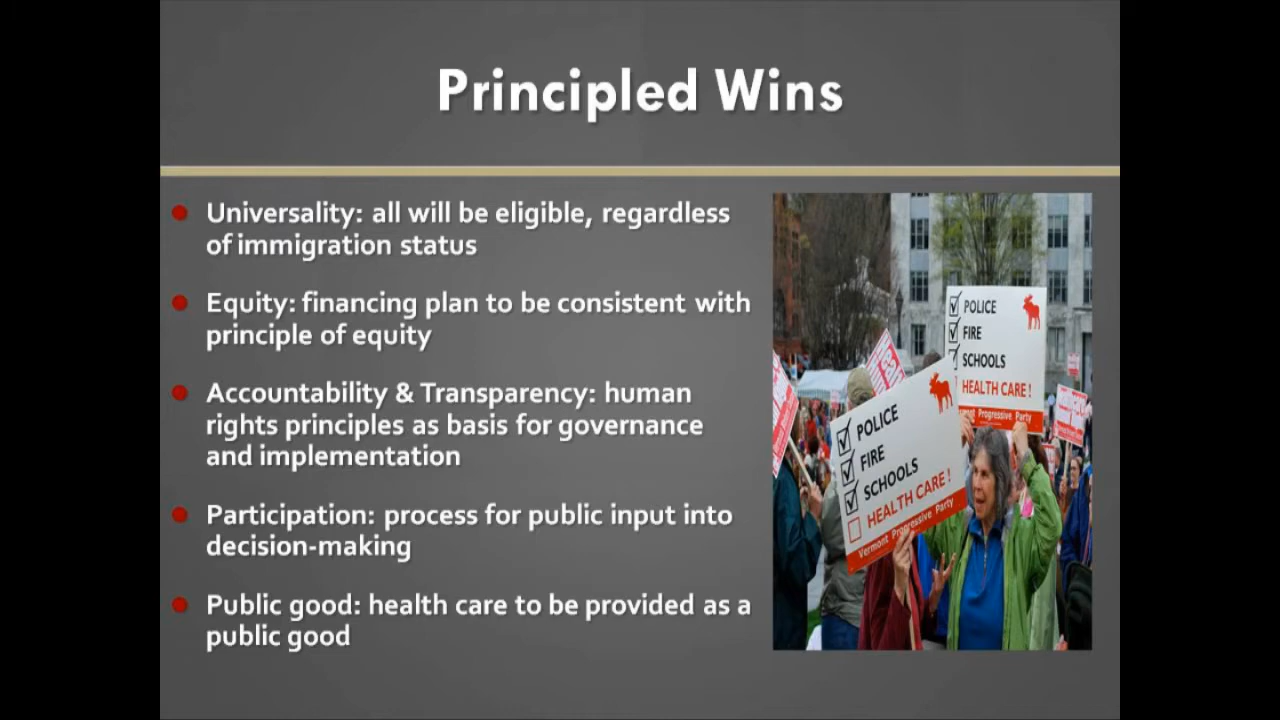 Principled Wins
Universality: all will be eligible, regardless
of immigration status
Equity: financing plan to be consistent with
principle of equity
Accountability & Transparency: human
rights principles as basis for governance
and implementation
Participation: process for public input into
decision-making
Public good: health care to be provided as a
public good
POLICE
FIRE
SCHOOLS
HEALTH CARE !
Vermont Progressive Party
POLICE
FIRE
SCHOOLS
HEALTH CARE !
Vermont Progressive Party